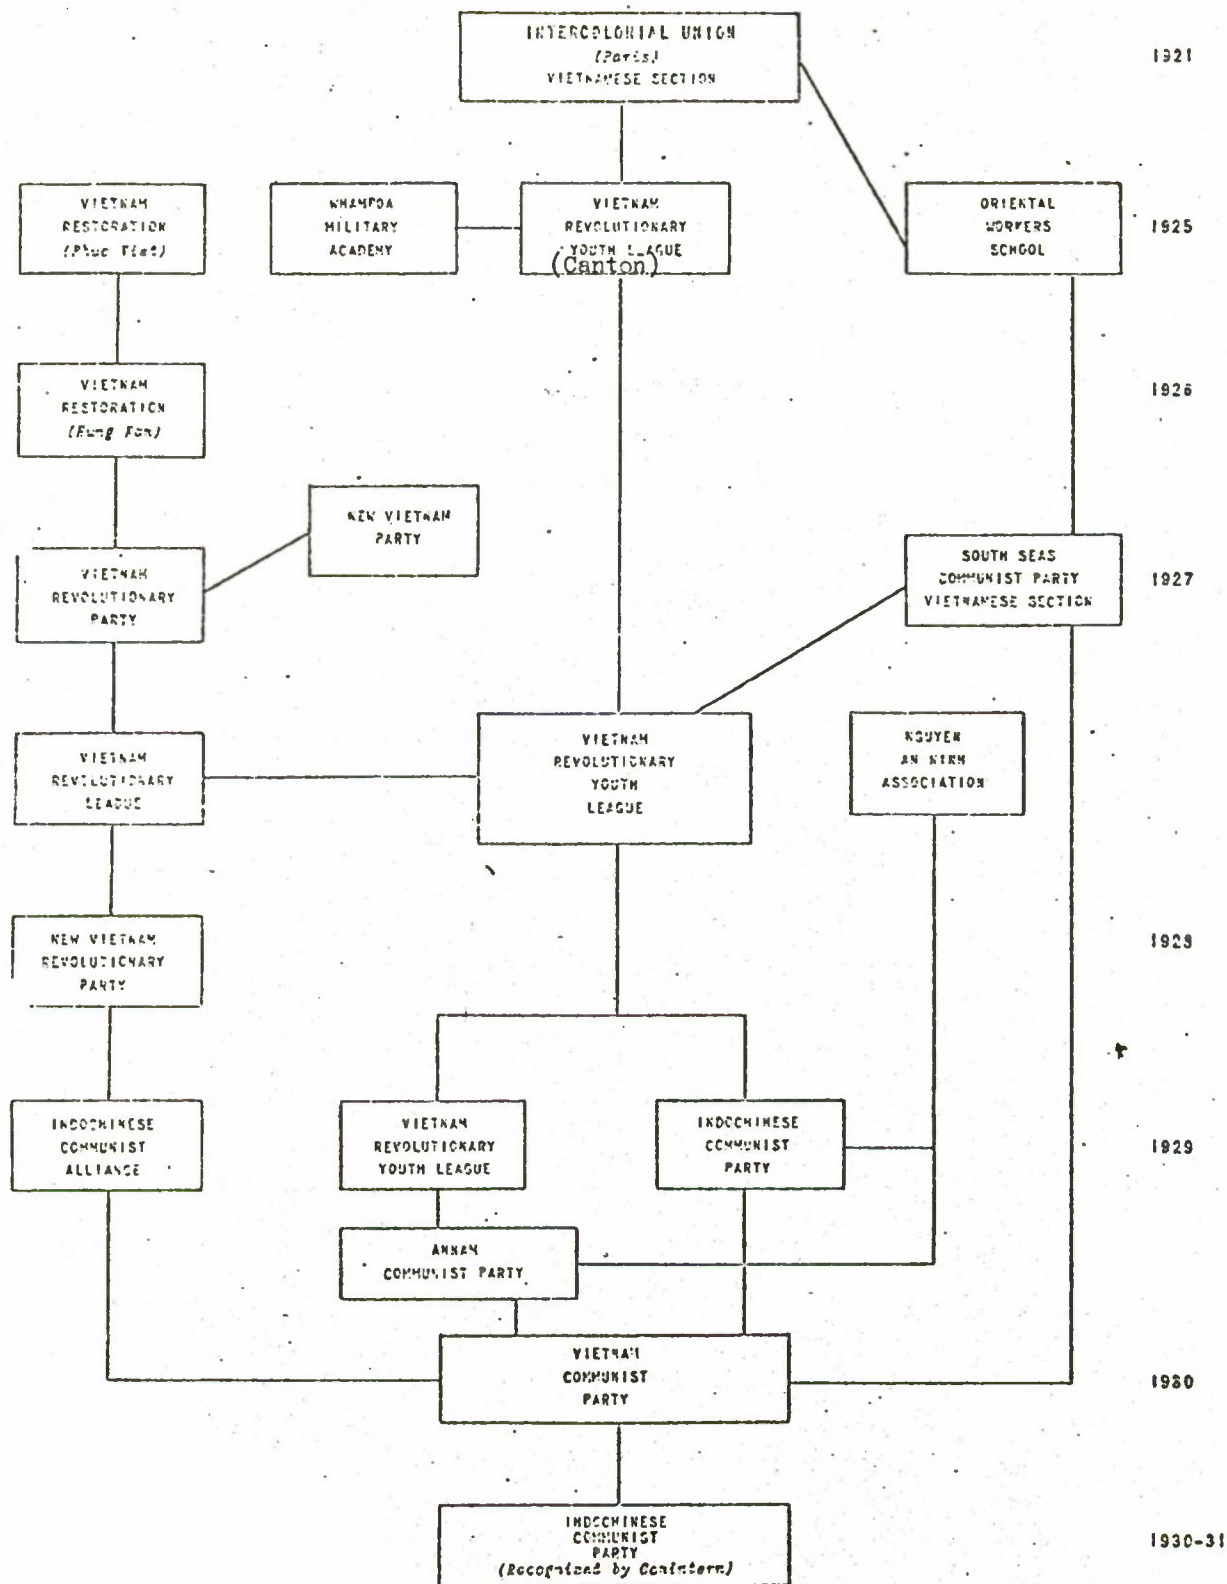 INTERCOLONIAL UNION
(Paris)
VIETNAMESE SECTION
1921
VIETNAM
RESTORATION
(Phuc Viet)
WHAMPOA
MILITARY
ACADEMY
VIETNAM
REVOLUTIONARY
YOUTH LEAGUE
(Canton)
ORIENTAL
WORKERS
SCHOOL
1925
VIETNAM
RESTORATION
(Hung Nam)
1926
NEW VIETNAM
PARTY
VIETNAM
REVOLUTIONARY
PARTY
SOUTH SEAS
COMMUNIST PARTY
VIETNAMESE SECTION
1927
VIETNAM
REVOLUTIONARY
LEAGUE
VIETNAM
REVOLUTIONARY
YOUTH
LEAGUE
NGUYEN
AN NINH
ASSOCIATION
NEW VIETNAM
REVOLUTIONARY
PARTY
1928
INDOCHINESE
COMMUNIST
ALLIANCE
VIETNAM
REVOLUTIONARY
YOUTH LEAGUE
INDOCHINESE
COMMUNIST
PARTY
1929
ANNAM
COMMUNIST PARTY
VIETNAM
COMMUNIST
PARTY
1930
INDOCHINESE
COMMUNIST
PARTY
(Recognized by Comintern)
1930-31